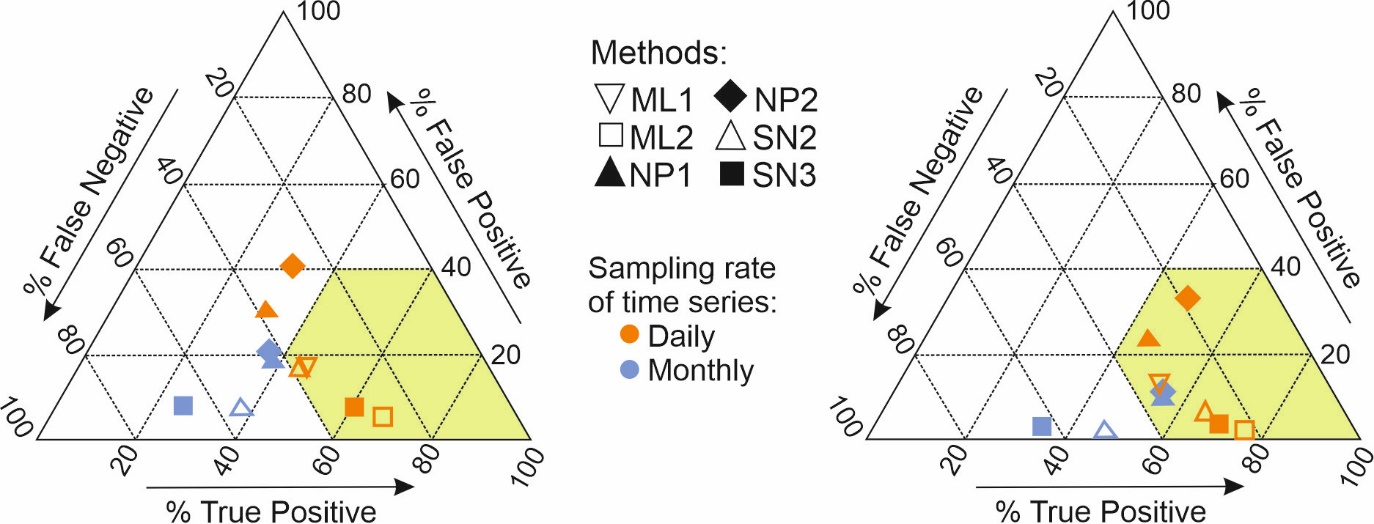 100
20
80
% False Negative
% False Positive
40
60
60
40
80
20
100
20
40
60
80
100
% True Positive
Methods:
ML1 NP2
ML2 SN2
NP1 SN3
Sampling rate
of time series:
Daily
Monthly
100
20
80
% False Negative
% False Positive
40
60
60
40
80
20
100
20
40
60
80
100
% True Positive